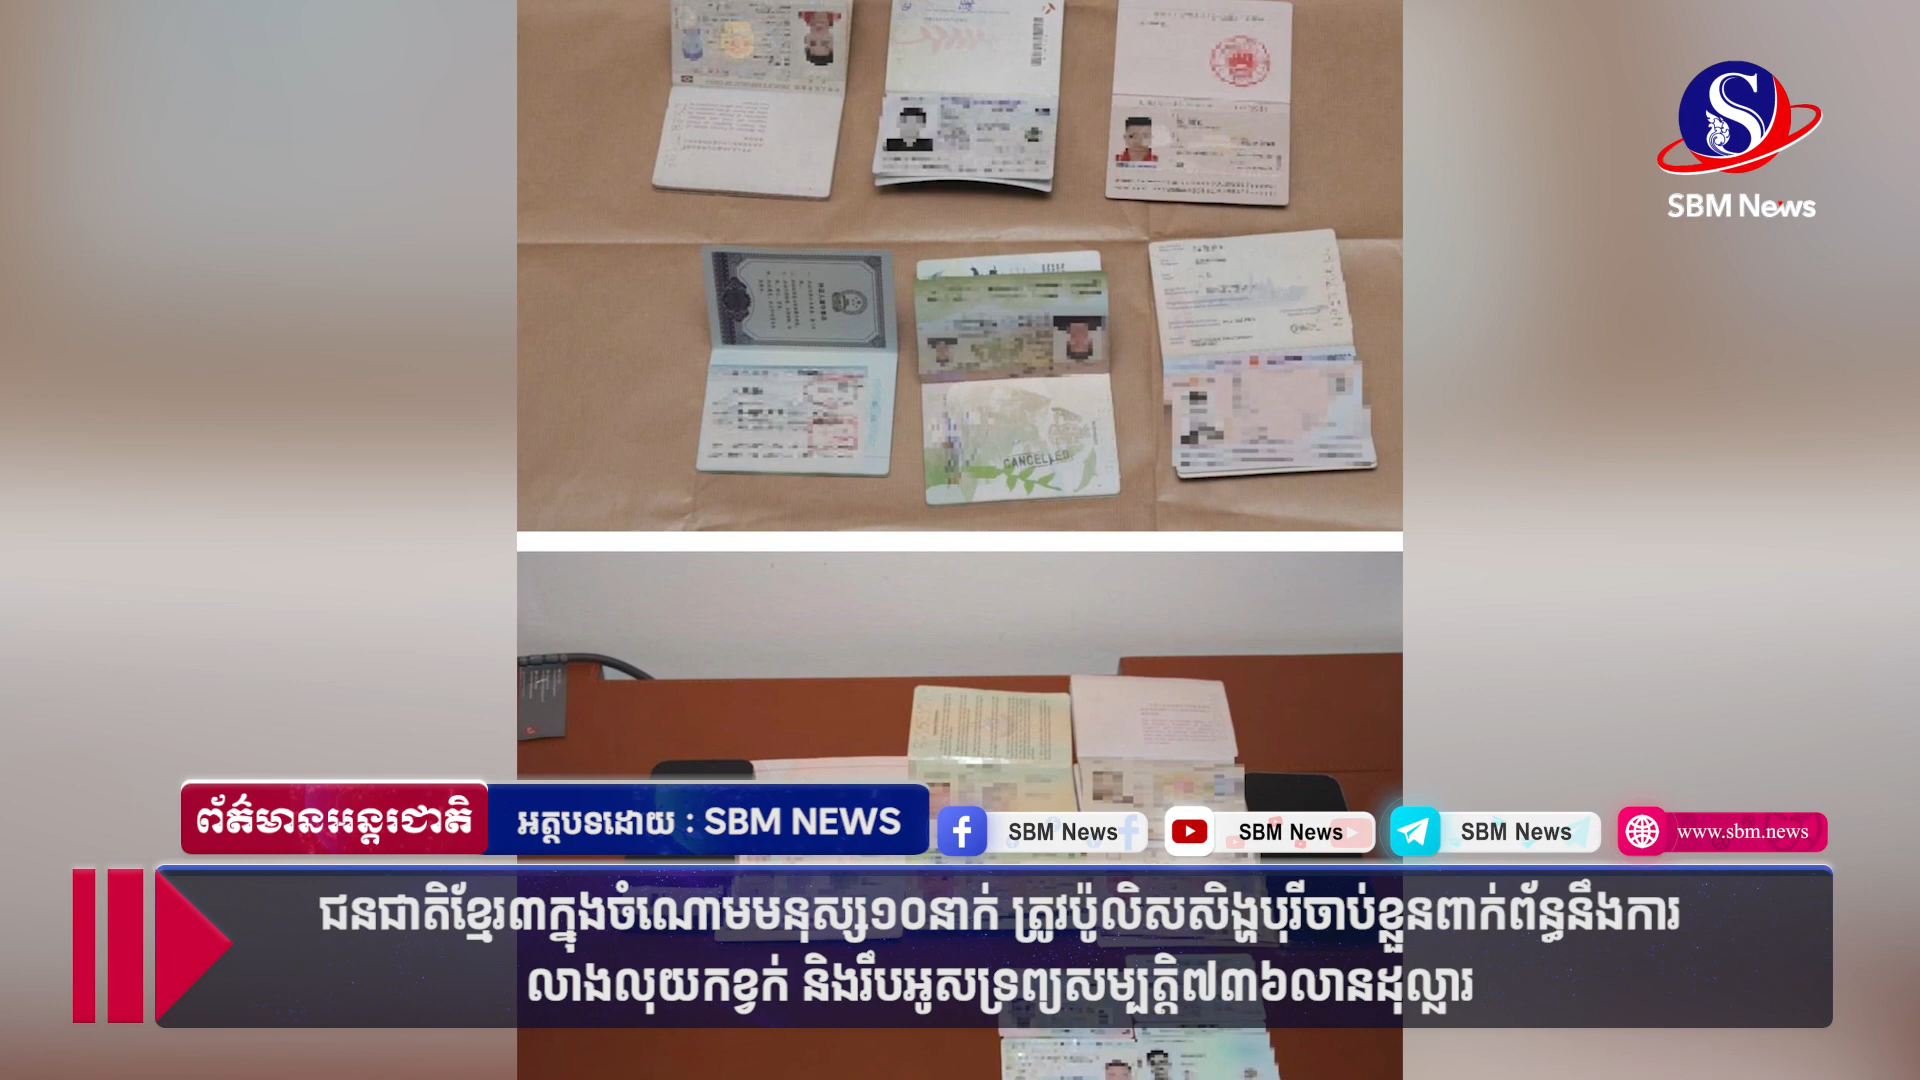 SBM News
CANCELLED
ព័ត៌មានអន្តរជាតិ
អត្ថបទដោយ : SBM NEWS
SBM News
SBM News
SBM News
www.sbm.news
ជនជាតិខ្មែរ៣ក្នុងចំណោមមនុស្ស១០នាក់ ត្រូវប៉ូលិសសិង្ហបុរីចាប់ខ្លួនពាក់ព័ន្ធនឹងការ
លាងលុយកខ្វក់ និងរឹបអូសទ្រព្យសម្បត្តិ៧៣៦លានដុល្លារ